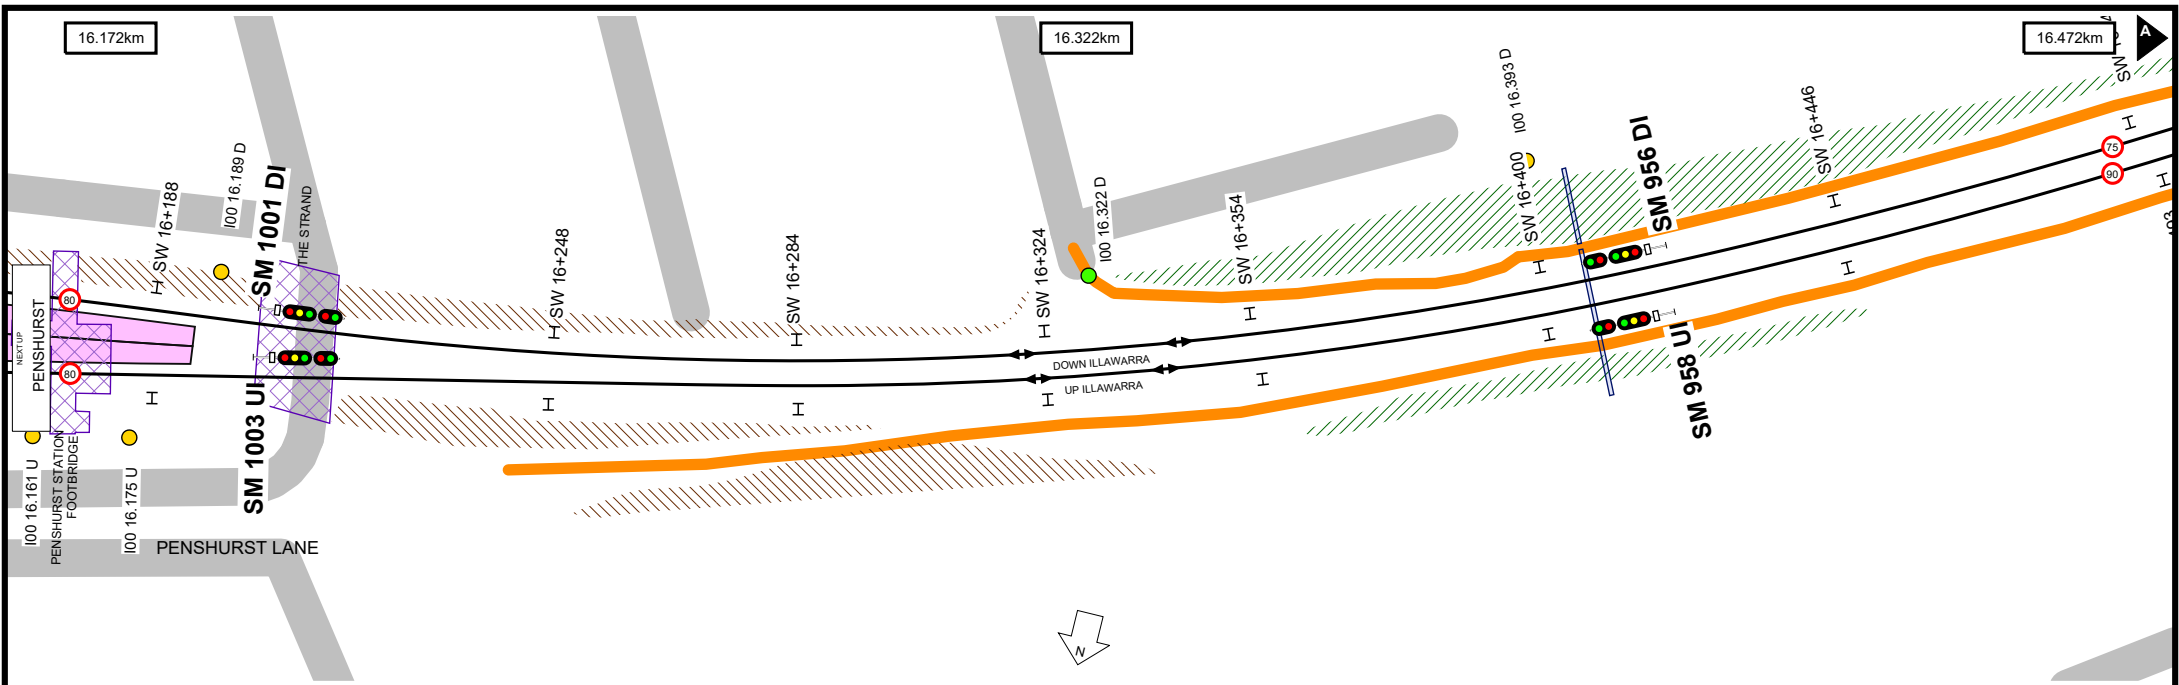 16.172km
16.322km
16.472km
A
SW 16+188
I00 16.189 D
SM 1001 DI
THE STRAND
SW 16+248
SW 16+284
SW 16+324
I00 16.322 D
SW 16+354
SW 16+400
I00 16.393 D
SM 956 DI
SW 16+446
75
90
80
80
NEXT UP
PENSHURST
DOWN ILLAWARRA
UP ILLAWARRA
SM 1003 UI
SM 958 UI
I00 16.161 U
PENSHURST STATION
FOOTBRIDGE
I00 16.175 U
PENSHURST LANE
N